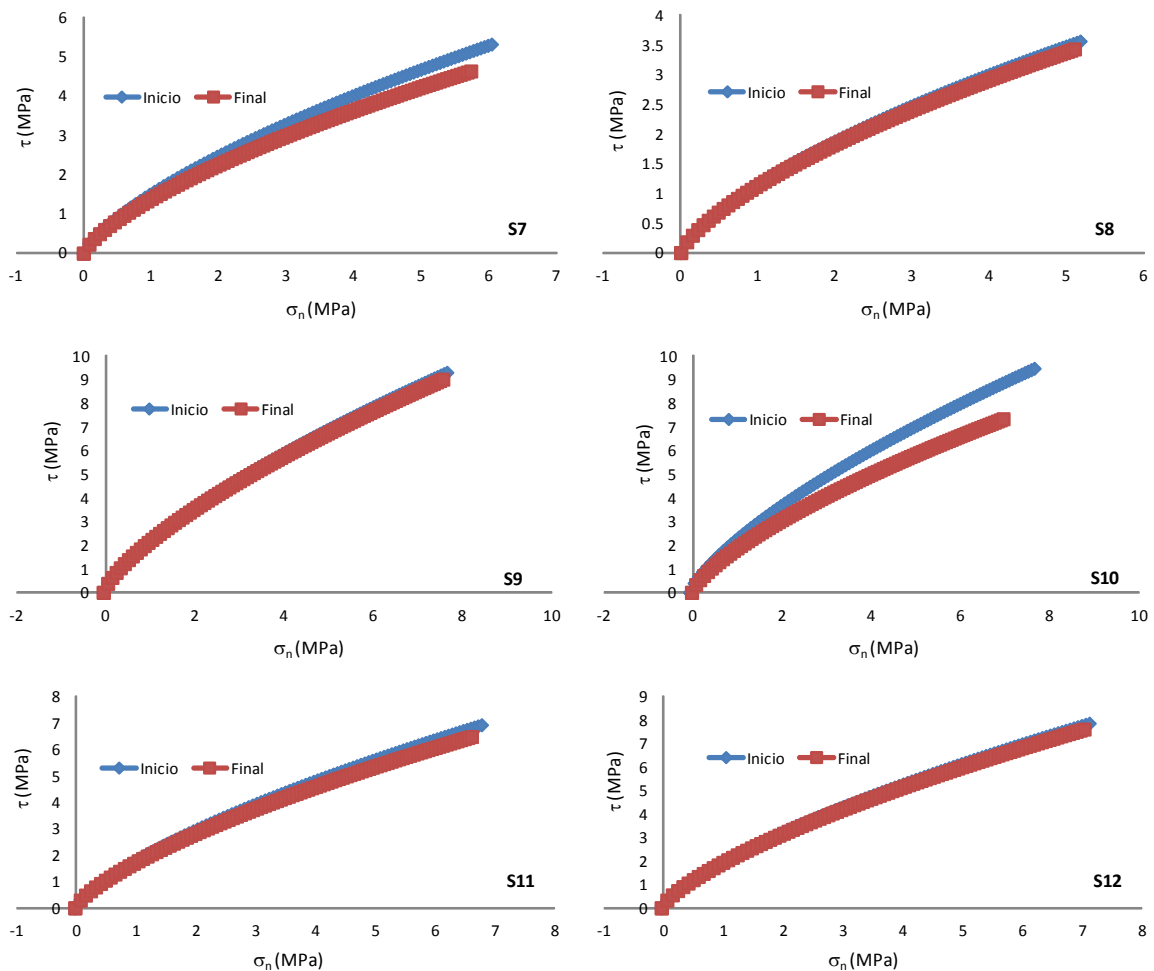 6
5
4
3
2
1
0
τ (MPa)
Inicio
Final
S7
-1 0 1 2 3 4 5 6 7
σn (MPa)
4
3.5
3
2.5
2
1.5
1
0.5
0
τ (MPa)
Inicio
Final
S8
-1 0 1 2 3 4 5 6
σn (MPa)
10
9
8
7
6
5
4
3
2
1
0
τ (MPa)
Inicio
Final
S9
-2 0 2 4 6 8 10
σn (MPa)
10
9
8
7
6
5
4
3
2
1
0
τ (MPa)
Inicio
Final
S10
-2 0 2 4 6 8 10
σn (MPa)
8
7
6
5
4
3
2
1
0
τ (MPa)
Inicio
Final
S11
-1 0 1 2 3 4 5 6 7 8
σn (MPa)
9
8
7
6
5
4
3
2
1
0
τ (MPa)
Inicio
Final
S12
-1 0 1 2 3 4 5 6 7 8
σn (MPa)